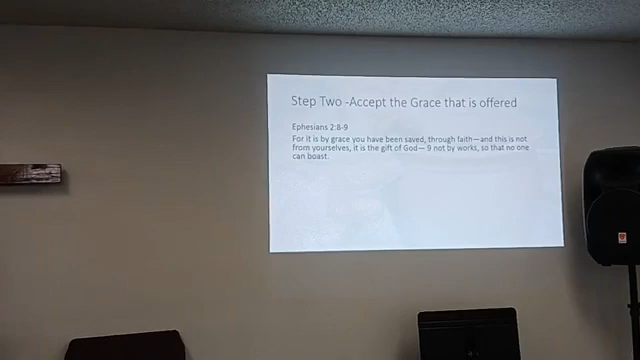 Step Two -Accept the Grace that is offered
Ephesians 2:8-9
For it is by grace you have been saved, through faith—and this is not
from yourselves, it is the gift of God— 9 not by works, so that no one
can boast.